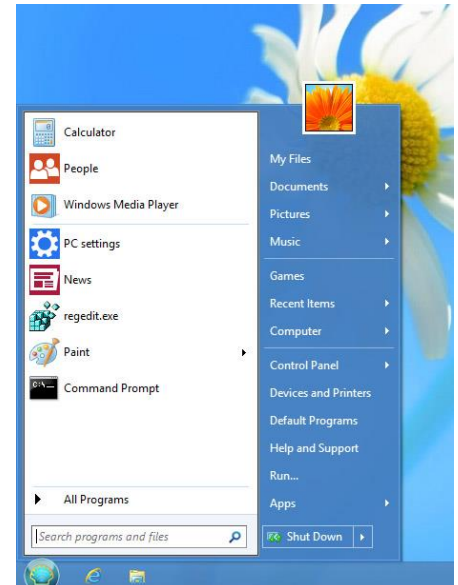 Calculator
People
Windows Media Player
PC settings
News
regedit.exe
Paint
C:\_
Command Prompt
All Programs
Search programs and files
My Files
Documents
Pictures
Music
Games
Recent Items
Computer
Control Panel
Devices and Printers
Default Programs
Help and Support
Run...
Apps
Shut Down